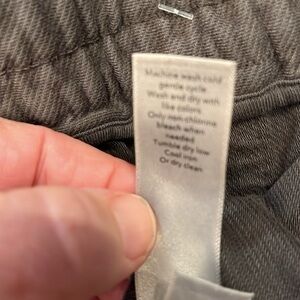 Machine wash cold
gentle cycle
Wash and dry with
like colors
Only non-chlorine
bleach when
needed
Tumble dry low
Cool iron
Or dry clean